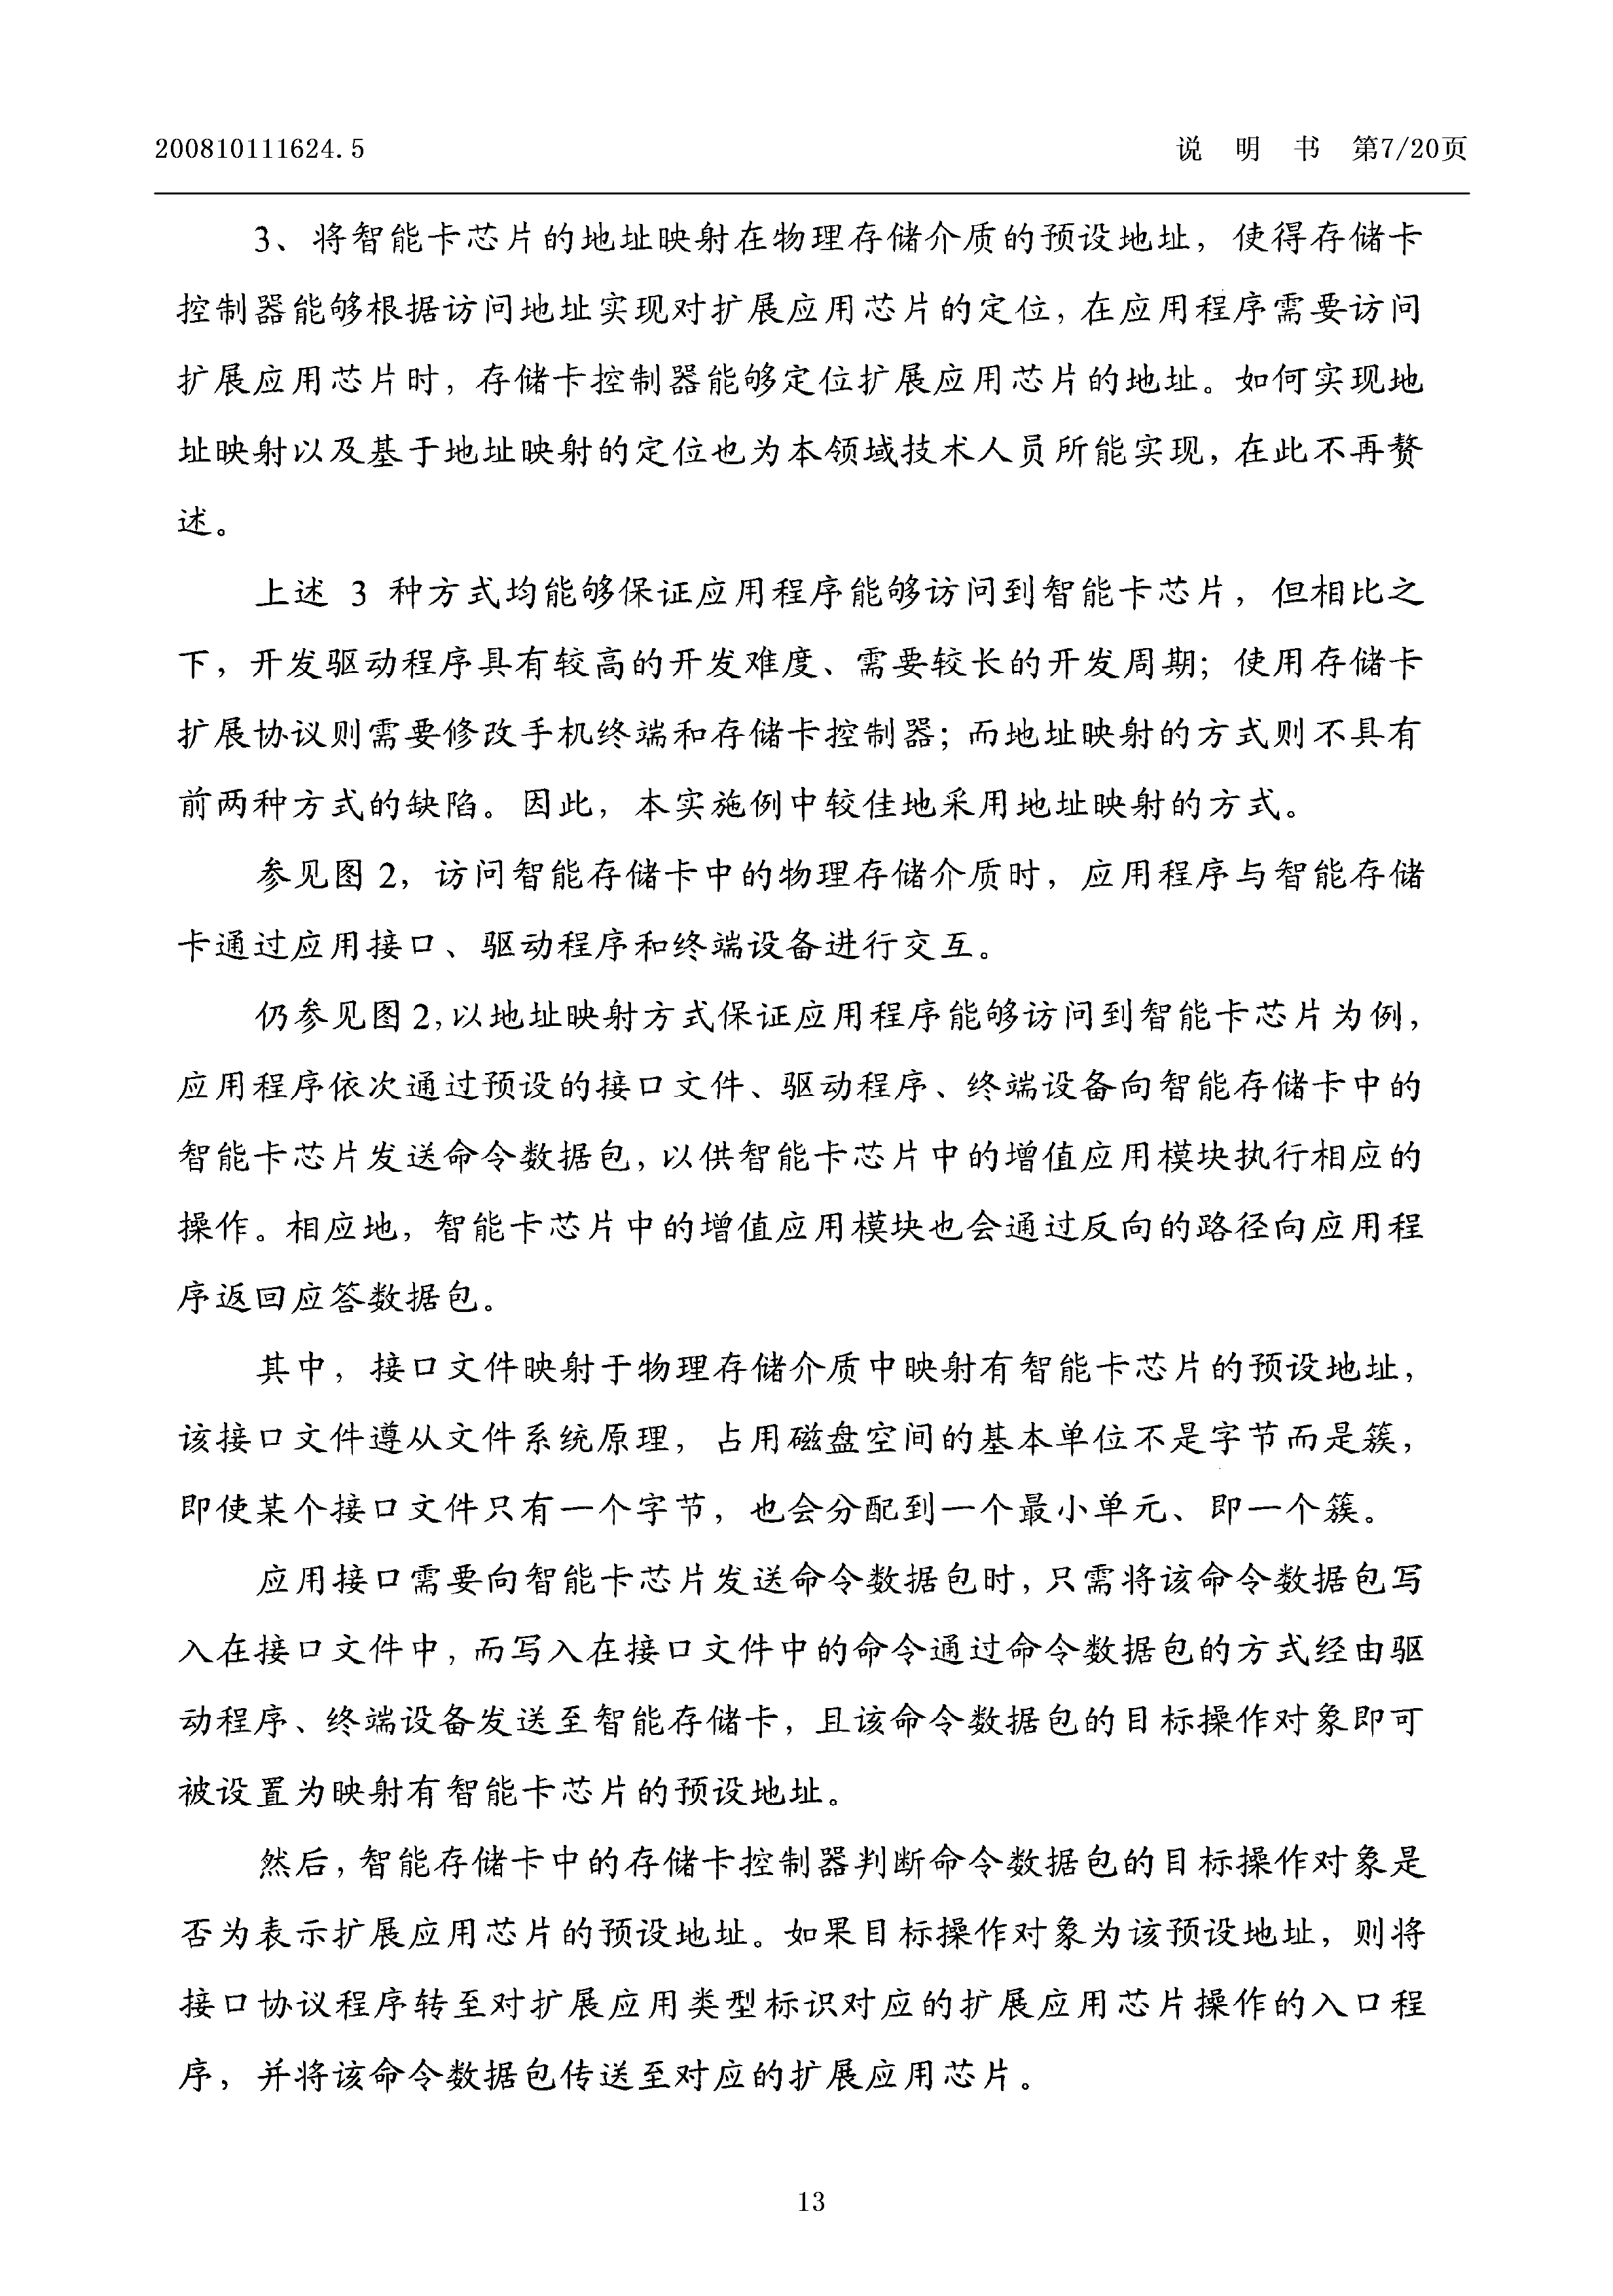 200810111624.5
说 明 书 第7/20页
3、将智能卡芯片的地址映射在物理存储介质的预设地址，使得存储卡
控制器能够根据访问地址实现对扩展应用芯片的定位，在应用程序需要访问
扩展应用芯片时，存储卡控制器能够定位扩展应用芯片的地址。如何实现地
址映射以及基于地址映射的定位也为本领域技术人员所能实现，在此不再赘
述。
上述 3 种方式均能够保证应用程序能够访问到智能卡芯片，但相比之
下，开发驱动程序具有较高的开发难度、需要较长的开发周期；使用存储卡
扩展协议则需要修改手机终端和存储卡控制器；而地址映射的方式则不具有
前两种方式的缺陷。因此，本实施例中较佳地采用地址映射的方式。
参见图 2，访问智能存储卡中的物理存储介质时，应用程序与智能存储
卡通过应用接口、驱动程序和终端设备进行交互。
仍参见图 2，以地址映射方式保证应用程序能够访问到智能卡芯片为例，
应用程序依次通过预设的接口文件、驱动程序、终端设备向智能存储卡中的
智能卡芯片发送命令数据包，以供智能卡芯片中的增值应用模块执行相应的
操作。相应地，智能卡芯片中的增值应用模块也会通过反向的路径向应用程
序返回应答数据包。
其中，接口文件映射于物理存储介质中映射有智能卡芯片的预设地址，
该接口文件遵从文件系统原理，占用磁盘空间的基本单位不是字节而是簇，
即使某个接口文件只有一个字节，也会分配到一个最小单元、即一个簇。
应用接口需要向智能卡芯片发送命令数据包时，只需将该命令数据包写
入在接口文件中，而写入在接口文件中的命令通过命令数据包的方式经由驱
动程序、终端设备发送至智能存储卡，且该命令数据包的目标操作对象即可
被设置为映射有智能卡芯片的预设地址。
然后，智能存储卡中的存储卡控制器判断命令数据包的目标操作对象是
否为表示扩展应用芯片的预设地址。如果目标操作对象为该预设地址，则将
接口协议程序转至对扩展应用类型标识对应的扩展应用芯片操作的入口程
序，并将该命令数据包传送至对应的扩展应用芯片。
13